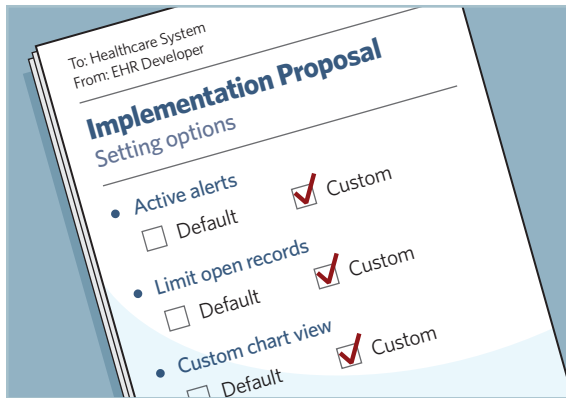 To: Healthcare System
From: EHR Developer
Implementation Proposal
Setting options
• Active alerts
Default Custom
• Limit open records
Default Custom
• Custom chart view
Default Custom